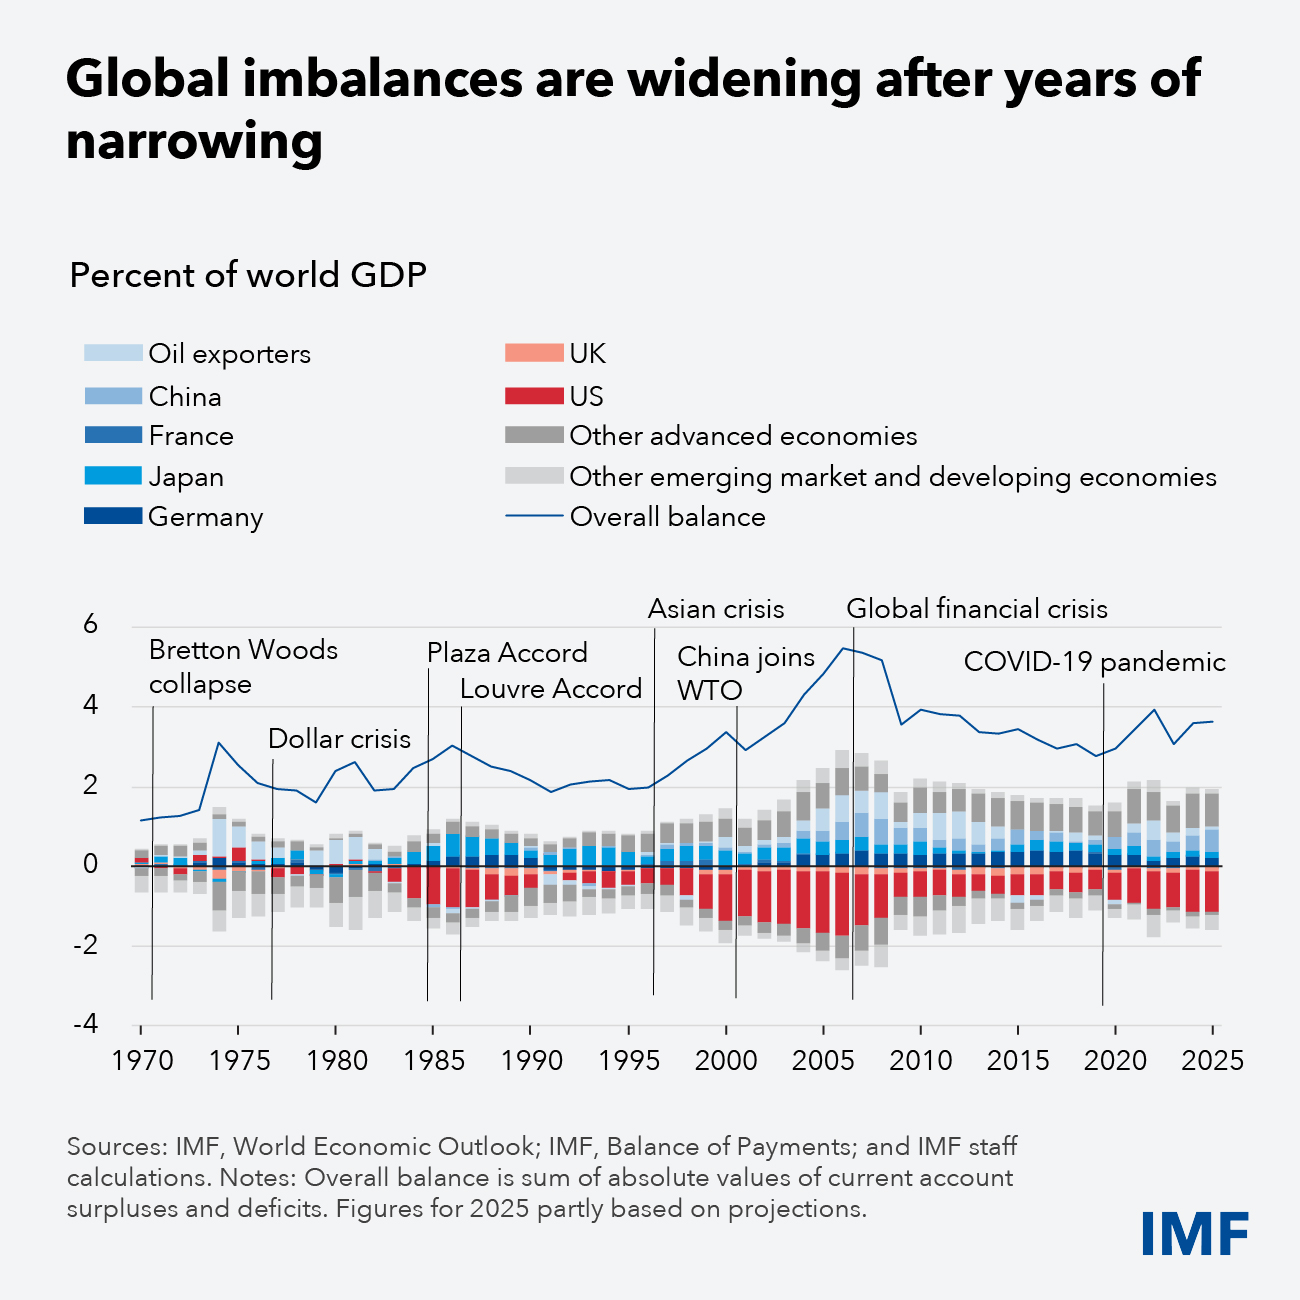 Global imbalances are widening after years of
narrowing
Percent of world GDP
Oil exporters
China
France
Japan
Germany
UK
US
Other advanced economies
Other emerging market and developing economies
Overall balance
6
4
2
0
-2
-4
Bretton Woods
collapse
Dollar crisis
Plaza Accord
Louvre Accord
Asian crisis
China joins
WTO
Global financial crisis
COVID-19 pandemic
1970 1975 1980 1985 1990 1995 2000 2005 2010 2015 2020 2025
Sources: IMF, World Economic Outlook; IMF, Balance of Payments; and IMF staff
calculations. Notes: Overall balance is sum of absolute values of current account
surpluses and deficits. Figures for 2025 partly based on projections.
IMF